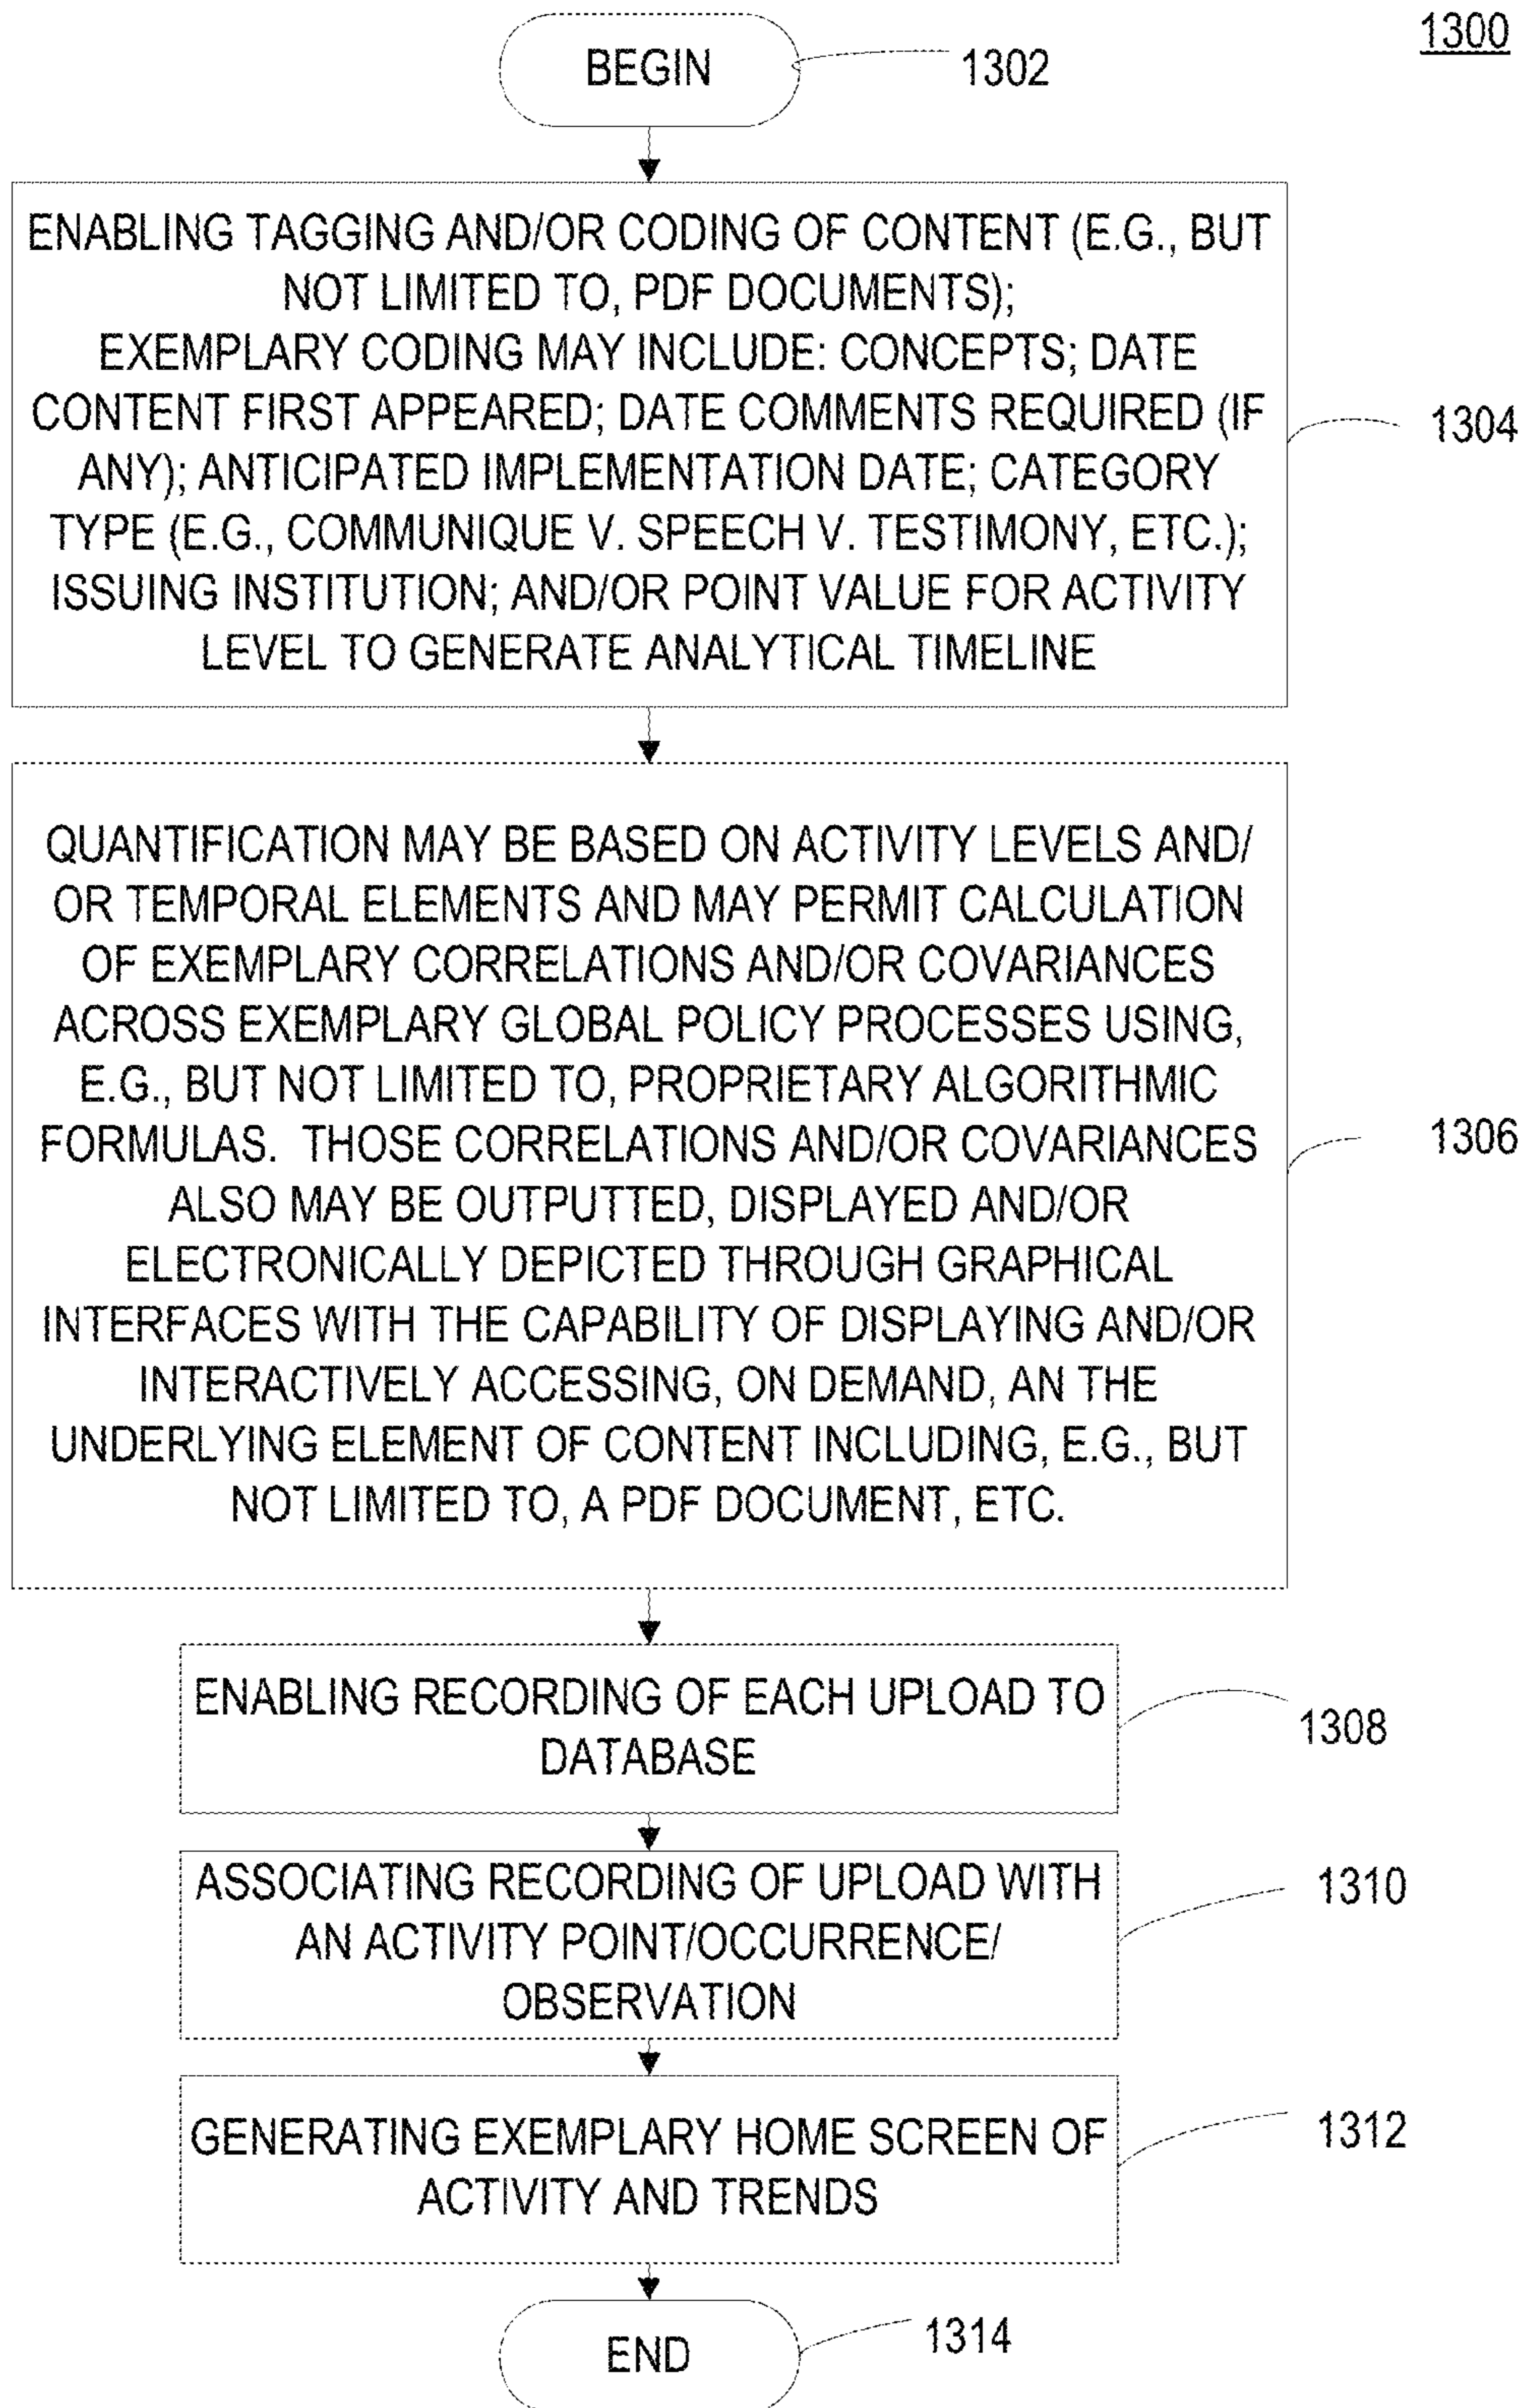 1300
BEGIN
1302
ENABLING TAGGING AND/OR CODING OF CONTENT (E.G., BUT
NOT LIMITED TO, PDF DOCUMENTS);
EXEMPLARY CODING MAY INCLUDE: CONCEPTS; DATE
CONTENT FIRST APPEARED; DATE COMMENTS REQUIRED (IF
ANY); ANTICIPATED IMPLEMENTATION DATE; CATEGORY
TYPE (E.G., COMMUNIQUE V. SPEECH V. TESTIMONY, ETC.);
ISSUING INSTITUTION; AND/OR POINT VALUE FOR ACTIVITY
LEVEL TO GENERATE ANALYTICAL TIMELINE
1304
QUANTIFICATION MAY BE BASED ON ACTIVITY LEVELS AND/
OR TEMPORAL ELEMENTS AND MAY PERMIT CALCULATION
OF EXEMPLARY CORRELATIONS AND/OR COVARIANCES
ACROSS EXEMPLARY GLOBAL POLICY PROCESSES USING,
E.G., BUT NOT LIMITED TO, PROPRIETARY ALGORITHMIC
FORMULAS. THOSE CORRELATIONS AND/OR COVARIANCES
ALSO MAY BE OUTPUTTED, DISPLAYED AND/OR
ELECTRONICALLY DEPICTED THROUGH GRAPHICAL
INTERFACES WITH THE CAPABILITY OF DISPLAYING AND/OR
INTERACTIVELY ACCESSING, ON DEMAND, AN THE
UNDERLYING ELEMENT OF CONTENT INCLUDING, E.G., BUT
NOT LIMITED TO, A PDF DOCUMENT, ETC.
1306
ENABLING RECORDING OF EACH UPLOAD TO
DATABASE
1308
ASSOCIATING RECORDING OF UPLOAD WITH
AN ACTIVITY POINT/OCCURRENCE/
OBSERVATION
1310
GENERATING EXEMPLARY HOME SCREEN OF
ACTIVITY AND TRENDS
1312
END
1314